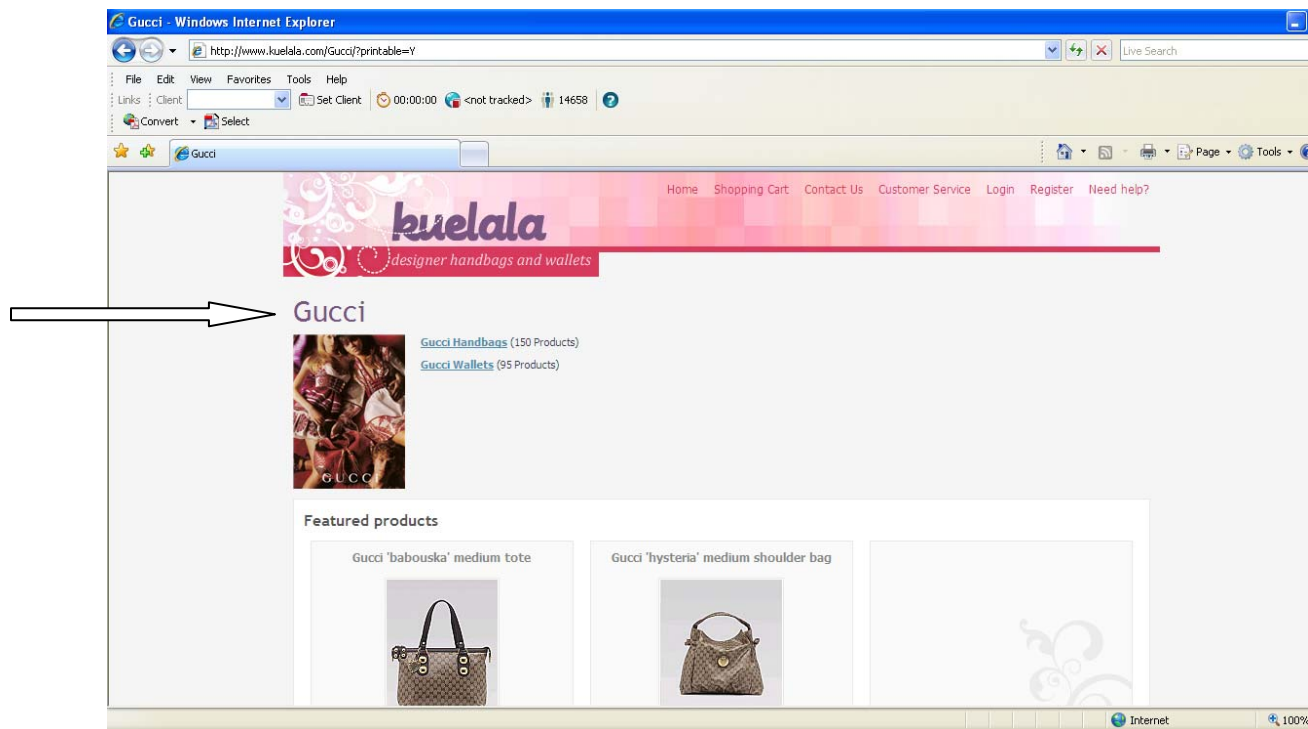 Gucci - Windows Internet Explorer
http://www.kuelala.com/Gucci/?printable=Y
Live Search
File Edit View Favorites Tools Help
Links Client Set Client 00:00:00 <not tracked> 14658
Convert Select
Gucci
Page Tools
Home Shopping Cart Contact Us Customer Service Login Register Need help?
kuelala
designer handbags and wallets
Gucci
Gucci Handbags (150 Products)
Gucci Wallets (95 Products)
GUCCI
Featured products
Gucci 'babouska' medium tote
Gucci 'hysteria' medium shoulder bag
Internet 100%